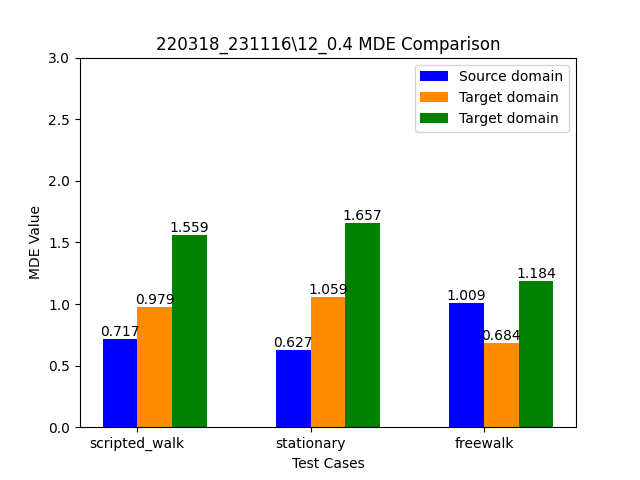 220318_231116\12_0.4 MDE Comparison
MDE Value
3.0
2.5
2.0
1.5
1.0
0.5
0.0
Source domain
Target domain
Target domain
0.717
0.979
1.559
0.627
1.059
1.657
1.009
0.684
1.184
scripted_walk
stationary
freewalk
Test Cases